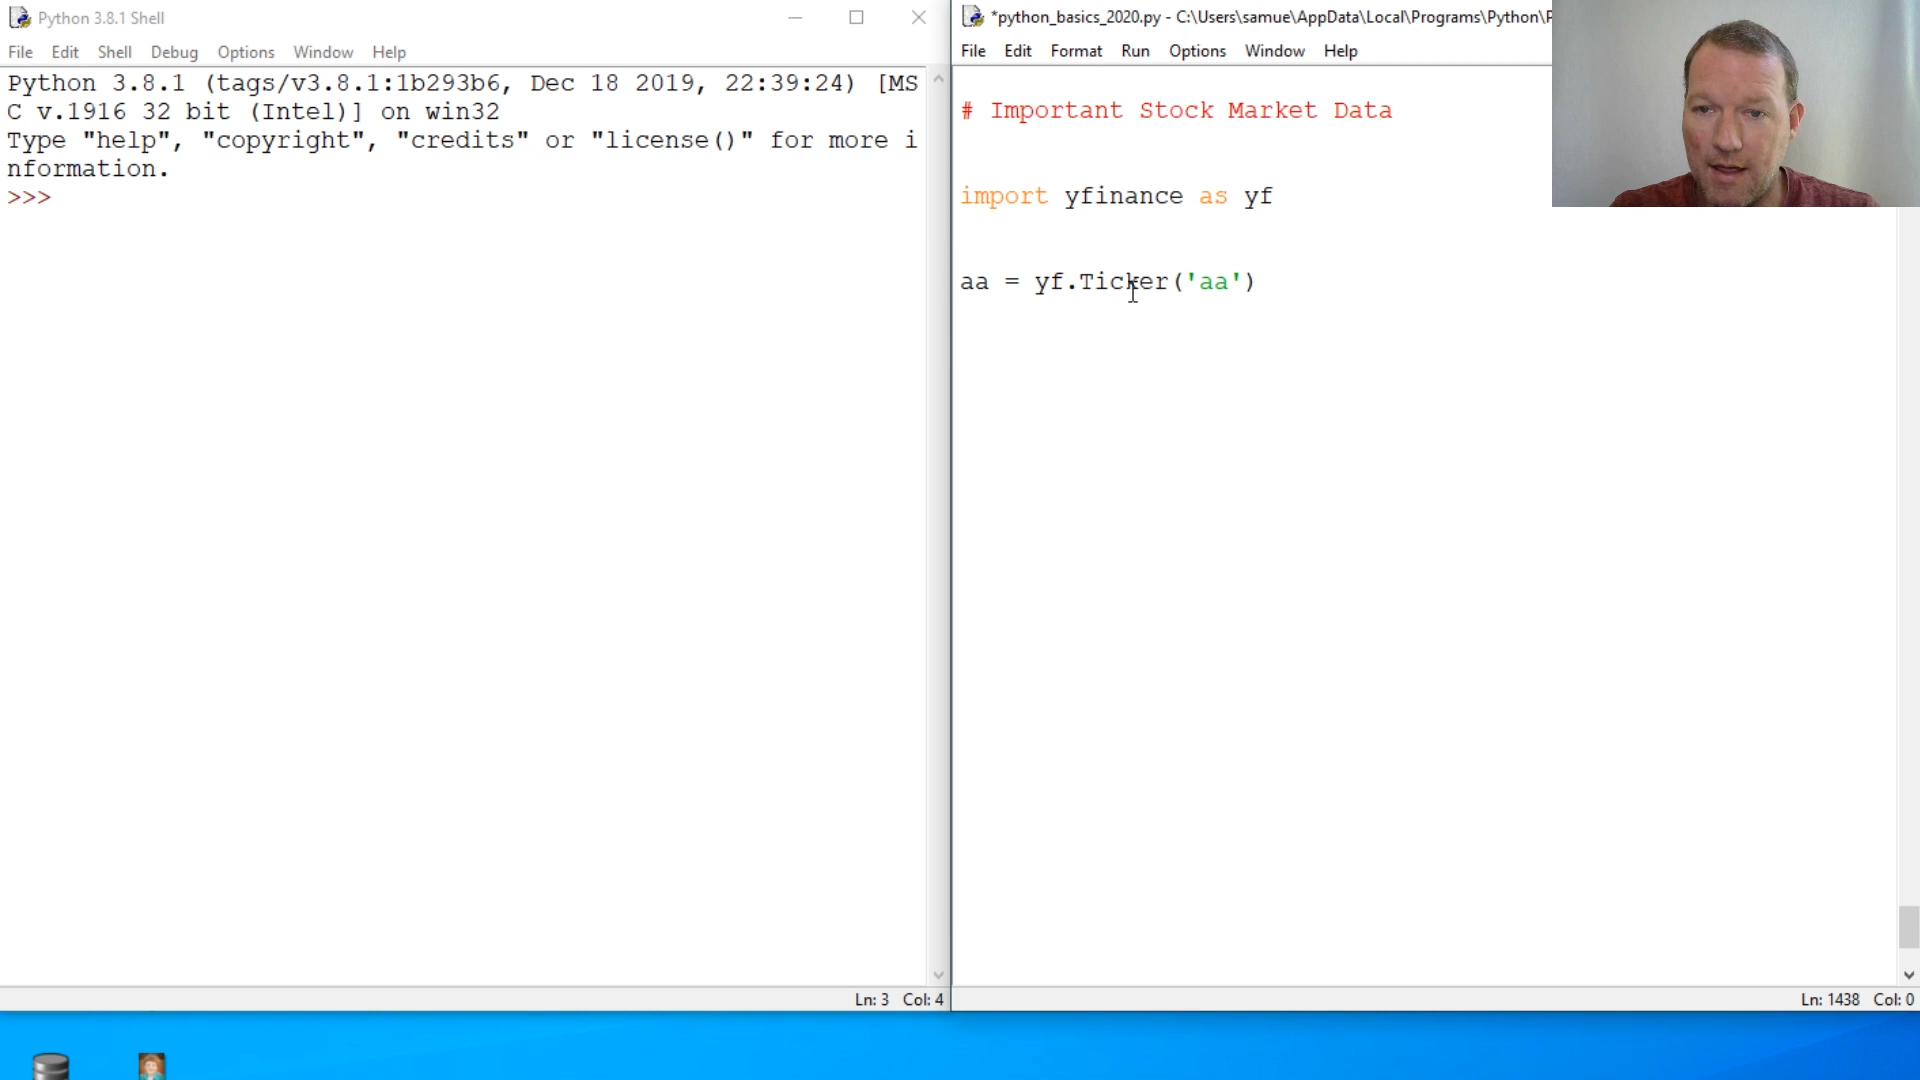 Python 3.8.1 Shell
File Edit Shell Debug Options Window Help
Python 3.8.1 (tags/v3.8.1:1b293b6, Dec 18 2019, 22:39:24) [MS
C v.1916 32 bit (Intel)] on win32
Type "help", "copyright", "credits" or "license()" for more i
nformation.
>>>
Ln: 3 Col: 4
*python_basics_2020.py - C:\Users\samue\AppData\Local\Programs\Python\P
File Edit Format Run Options Window Help
# Important Stock Market Data
import yfinance as yf
aa = yf.Ticker('aa')
Ln: 1438 Col: 0